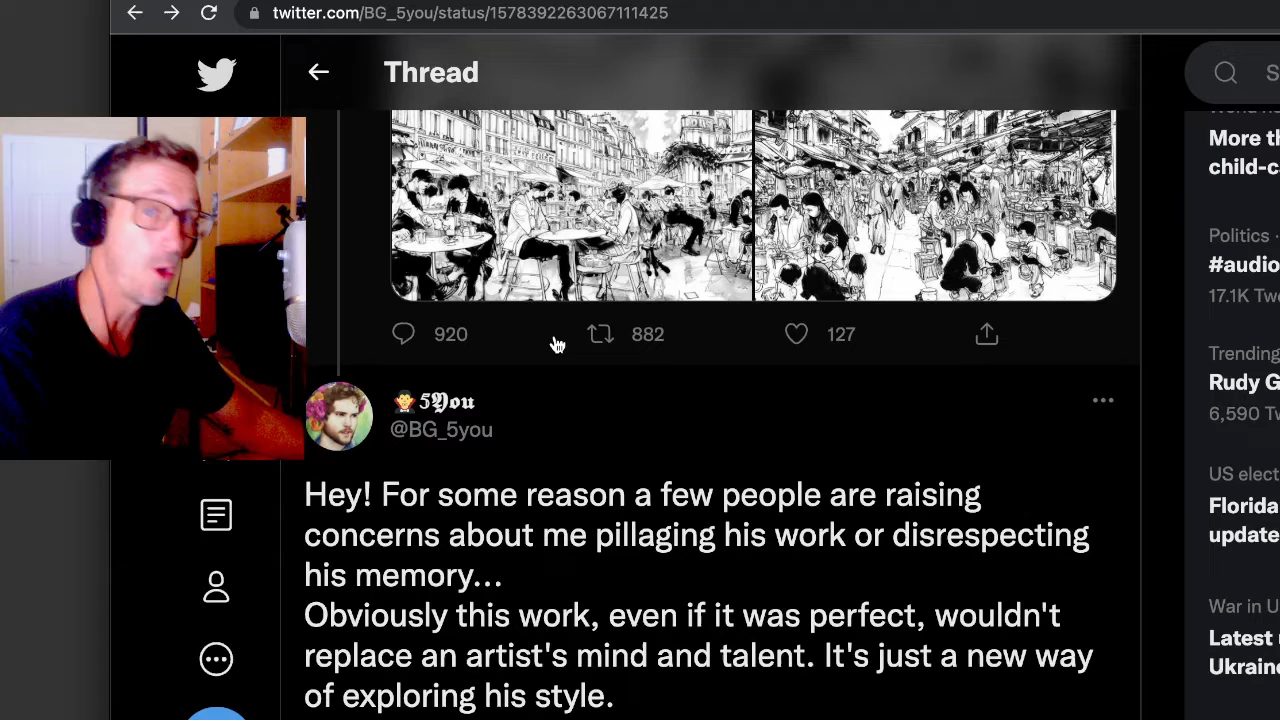 twitter.com/BG_5you/status/1578392263067111425
Thread
S
More th
child-c
Politics ·
#audio
17.1K Twe
920
882
127
Trending
Rudy G
6,590 Tw
5𝖄𝖔𝖚
@BG_5you
US elect
Florida
update
Hey! For some reason a few people are raising
concerns about me pillaging his work or disrespecting
his memory...
Obviously this work, even if it was perfect, wouldn't
replace an artist's mind and talent. It's just a new way
of exploring his style.
War in U
Latest
Ukraine